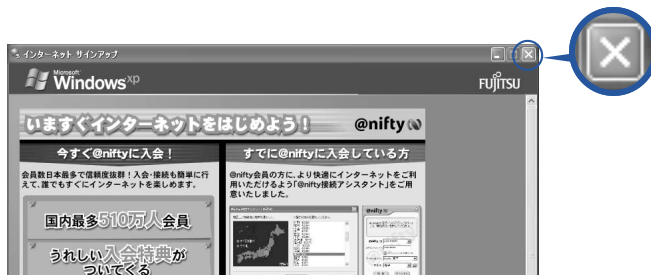 インターネット サインアップ
Microsoft
Windows xp
FUJITSU
いますぐインターネットをはじめよう！
@nifty
今すぐ@niftyに入会！
会員数日本最多で信頼度抜群！入会・接続も簡単に行
えて、誰でもすぐにインターネットを楽しめます。
国内最多510万人会員
うれしい入会特典が
ついてくる
すでに@niftyに入会している方
@nifty会員の方に、より快適にインターネットをご利
用いただけるよう「@nifty接続アシスタント」をご用
意いたしました。
@nifty